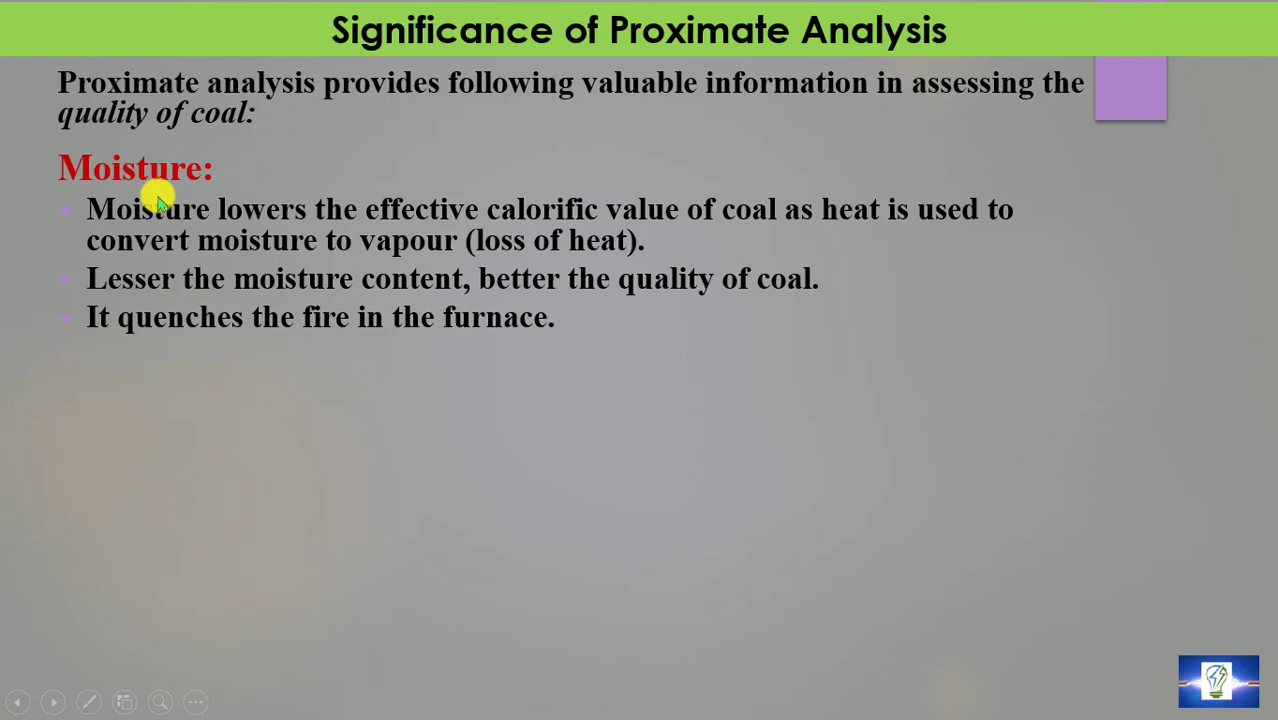 Significance of Proximate Analysis
Proximate analysis provides following valuable information in assessing the
quality of coal:
Moisture:
Moisture lowers the effective calorific value of coal as heat is used to
convert moisture to vapour (loss of heat).
Lesser the moisture content, better the quality of coal.
It quenches the fire in the furnace.